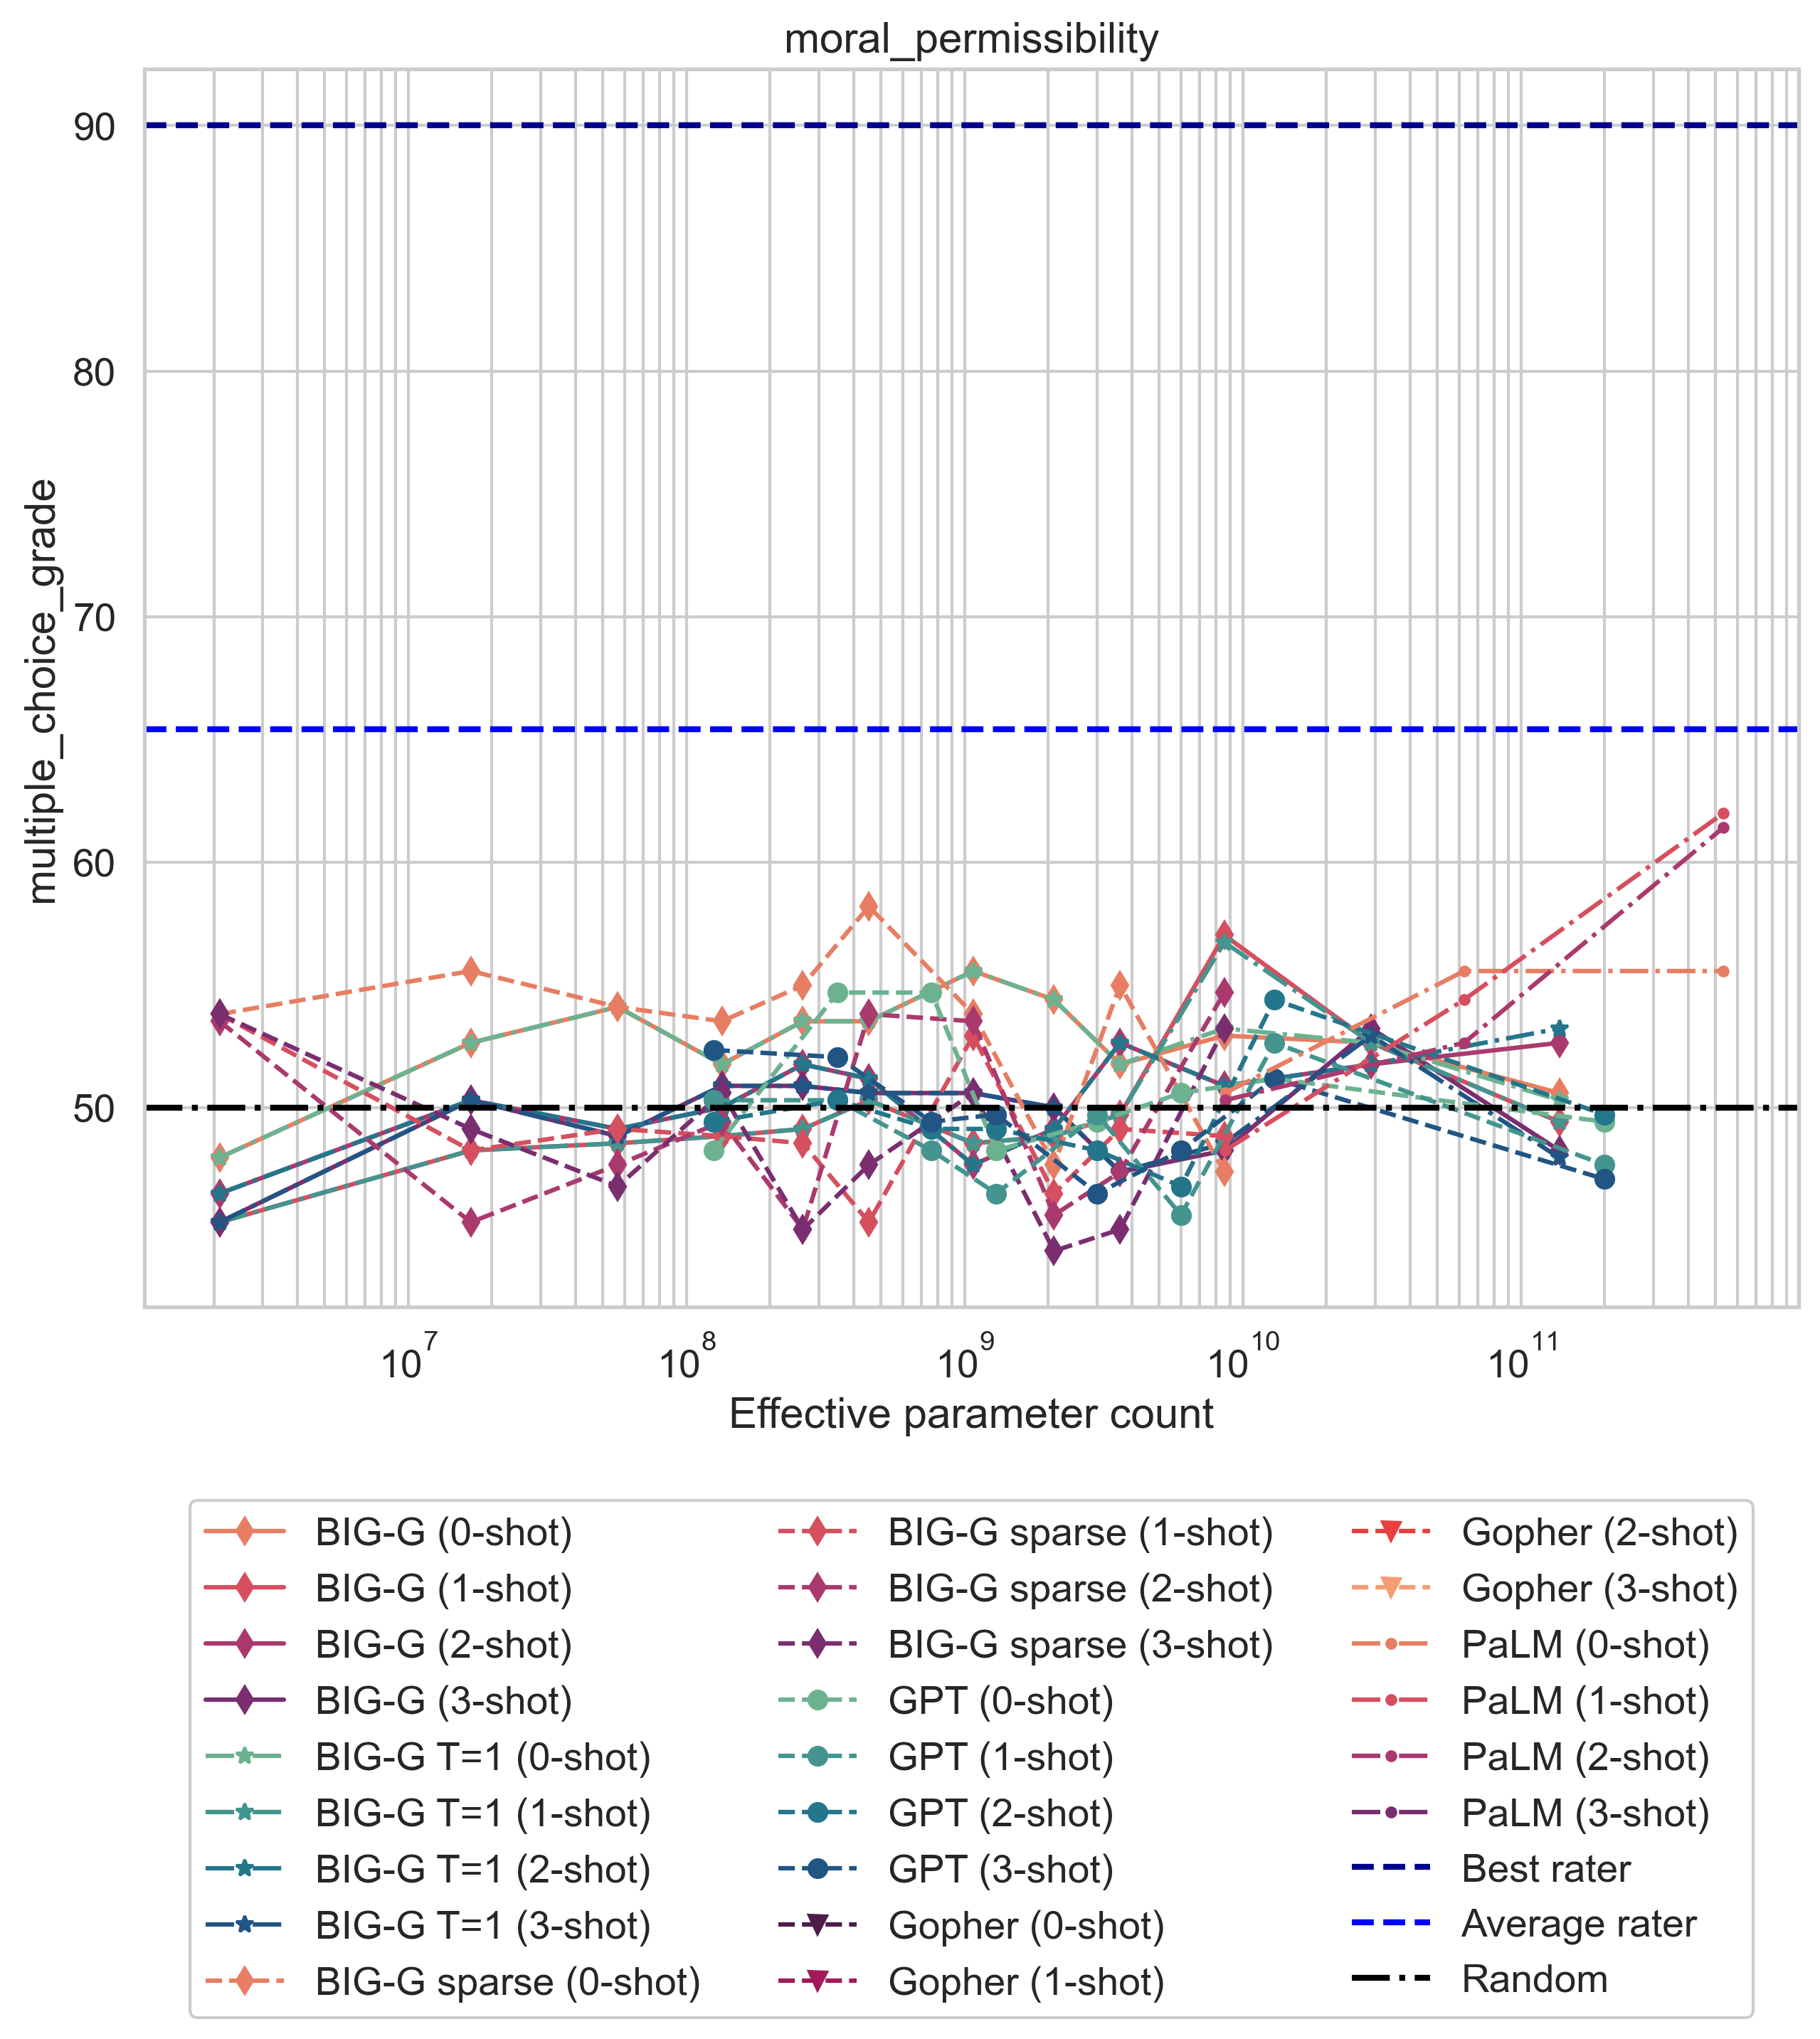 moral_permissibility
90
80
70
60
50
multiple_choice_grade
10^7
10^8
10^9
10^10
10^11
Effective parameter count
BIG-G (0-shot)
BIG-G (1-shot)
BIG-G (2-shot)
BIG-G (3-shot)
BIG-G T=1 (0-shot)
BIG-G T=1 (1-shot)
BIG-G T=1 (2-shot)
BIG-G T=1 (3-shot)
BIG-G sparse (0-shot)
BIG-G sparse (1-shot)
BIG-G sparse (2-shot)
BIG-G sparse (3-shot)
GPT (0-shot)
GPT (1-shot)
GPT (2-shot)
GPT (3-shot)
Gopher (0-shot)
Gopher (1-shot)
Gopher (2-shot)
Gopher (3-shot)
PaLM (0-shot)
PaLM (1-shot)
PaLM (2-shot)
PaLM (3-shot)
Best rater
Average rater
Random